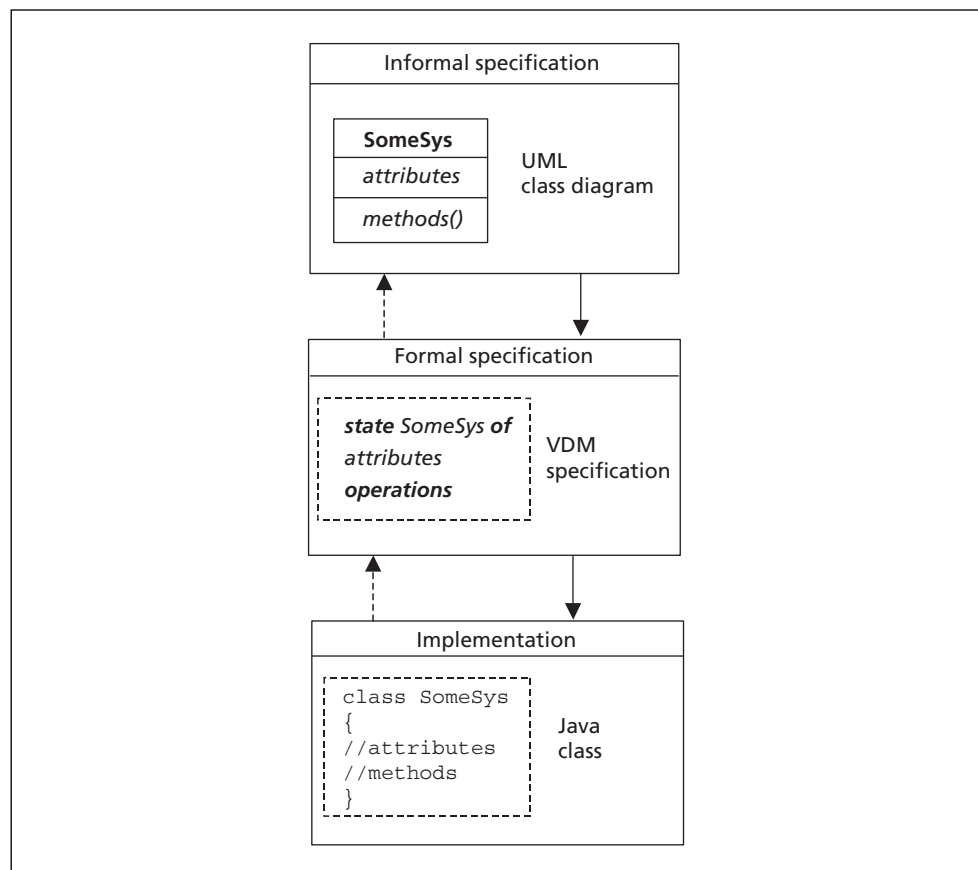 Informal specification
SomeSys
attributes
methods()
UML
class diagram
Formal specification
state SomeSys of
attributes
operations
VDM
specification
Implementation
class SomeSys
{
//attributes
//methods
}
Java
class